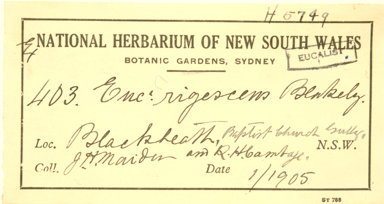 H 5749
NATIONAL HERBARIUM OF NEW SOUTH WALES
EUCALIST
BOTANIC GARDENS, SYDNEY
403. Euc. rigescens Blakely.
Loc. Blackheath, Baptist Church Gully. N.S.W.
Coll. J.H. Maiden and R.H. Cambage. Date 1/1905
SY 788